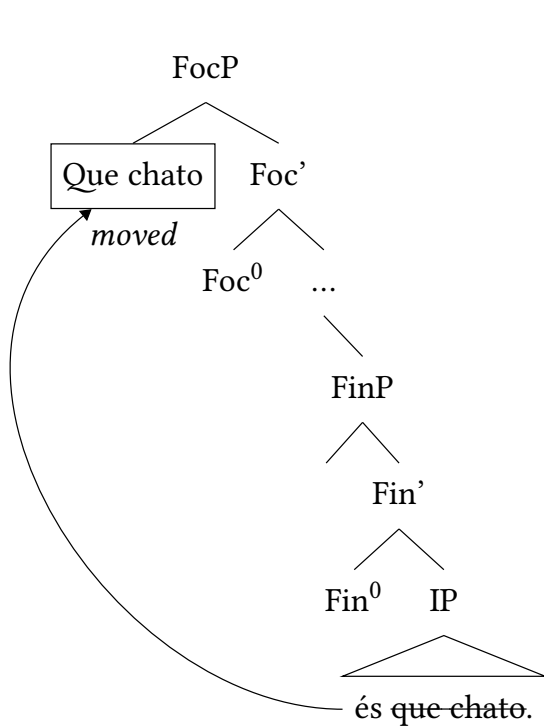 FocP
Que chato Foc’
moved
Foc⁰ ...
FinP
Fin’
Fin⁰ IP
és que chato.